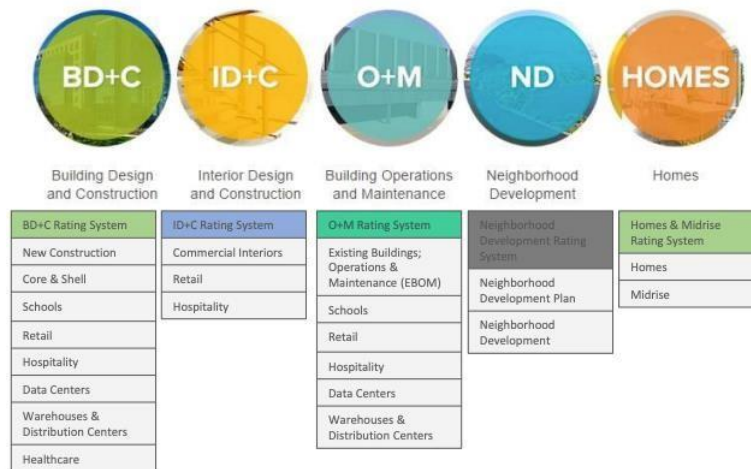 BD+C
ID+C
O+M
ND
HOMES
Building Design
and Construction
Interior Design
and Construction
Building Operations
and Maintenance
Neighborhood
Development
Homes
BD+C Rating System
New Construction
Core & Shell
Schools
Retail
Hospitality
Data Centers
Warehouses &
Distribution Centers
Healthcare
ID+C Rating System
Commercial Interiors
Retail
Hospitality
O+M Rating System
Existing Buildings;
Operations &
Maintenance (EBOM)
Schools
Retail
Hospitality
Data Centers
Warehouses &
Distribution Centers
Neighborhood
Development Rating
System
Neighborhood
Development Plan
Neighborhood
Development
Homes & Midrise
Rating System
Homes
Midrise